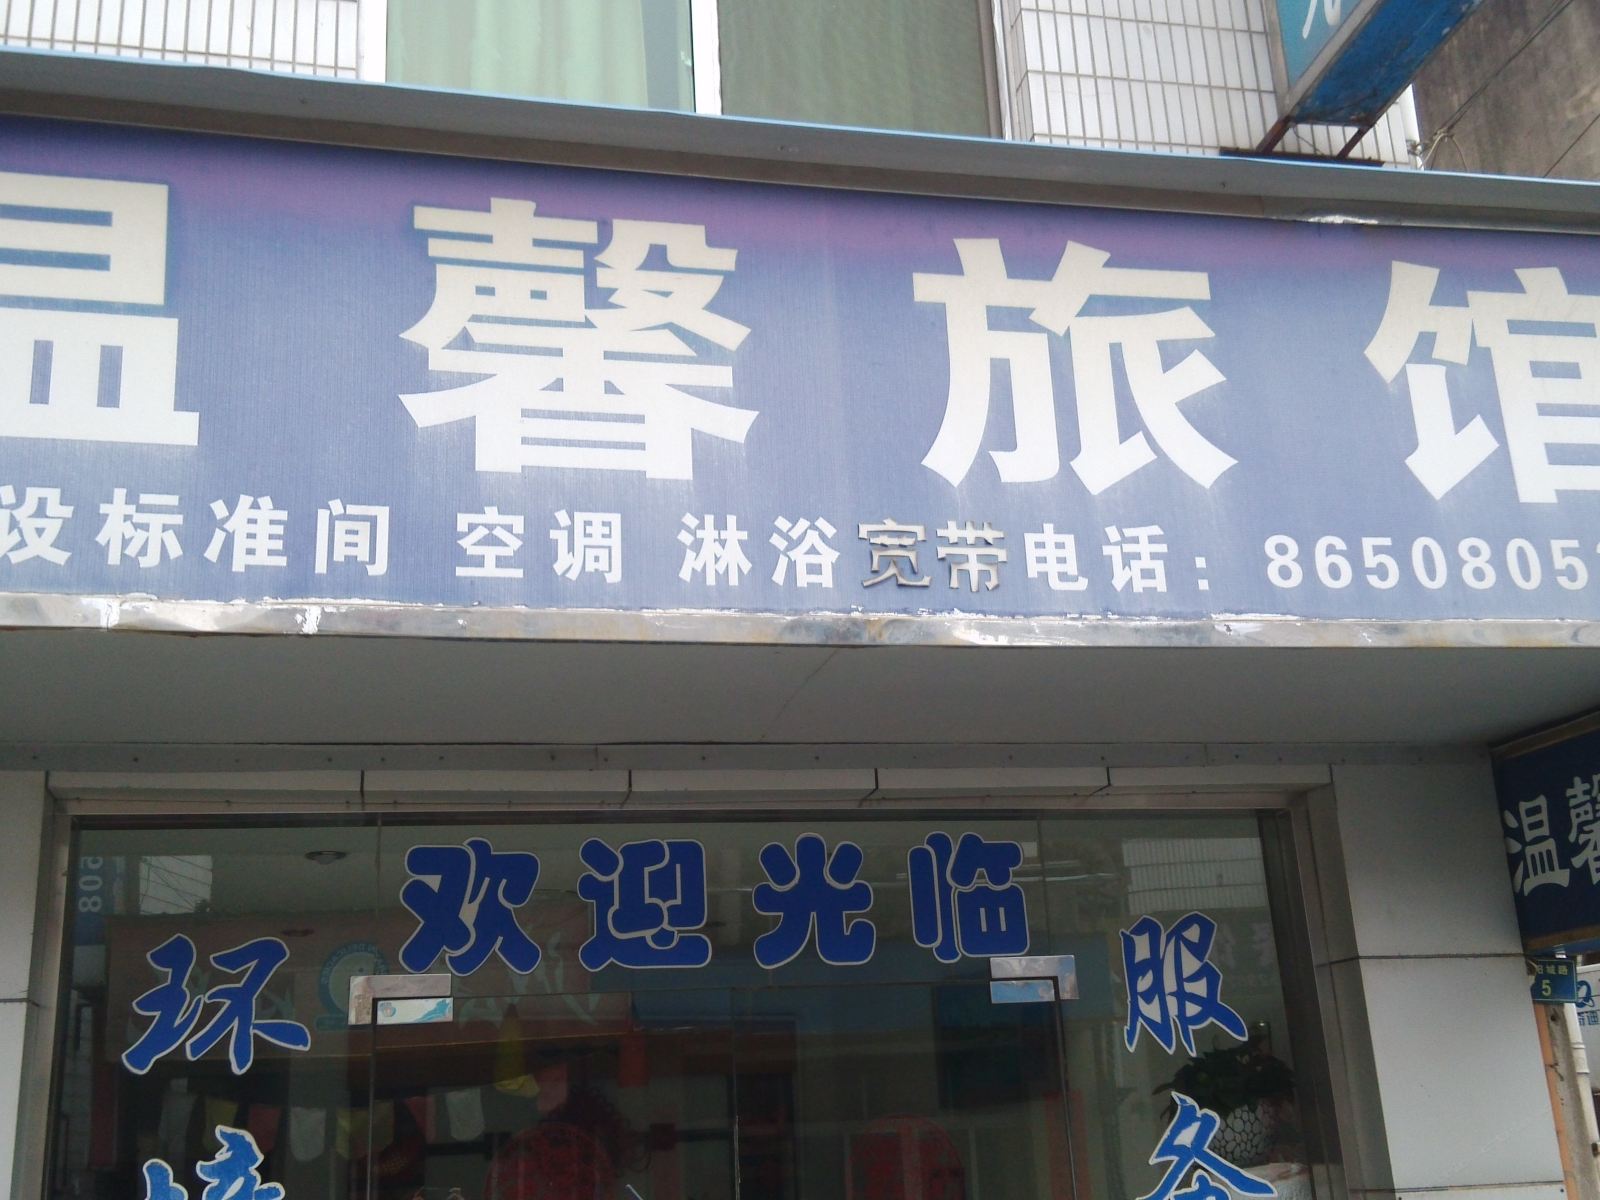 温馨旅馆
设标准间 空调 淋浴宽带电话：8650805
欢迎光临
环
服
温馨
5